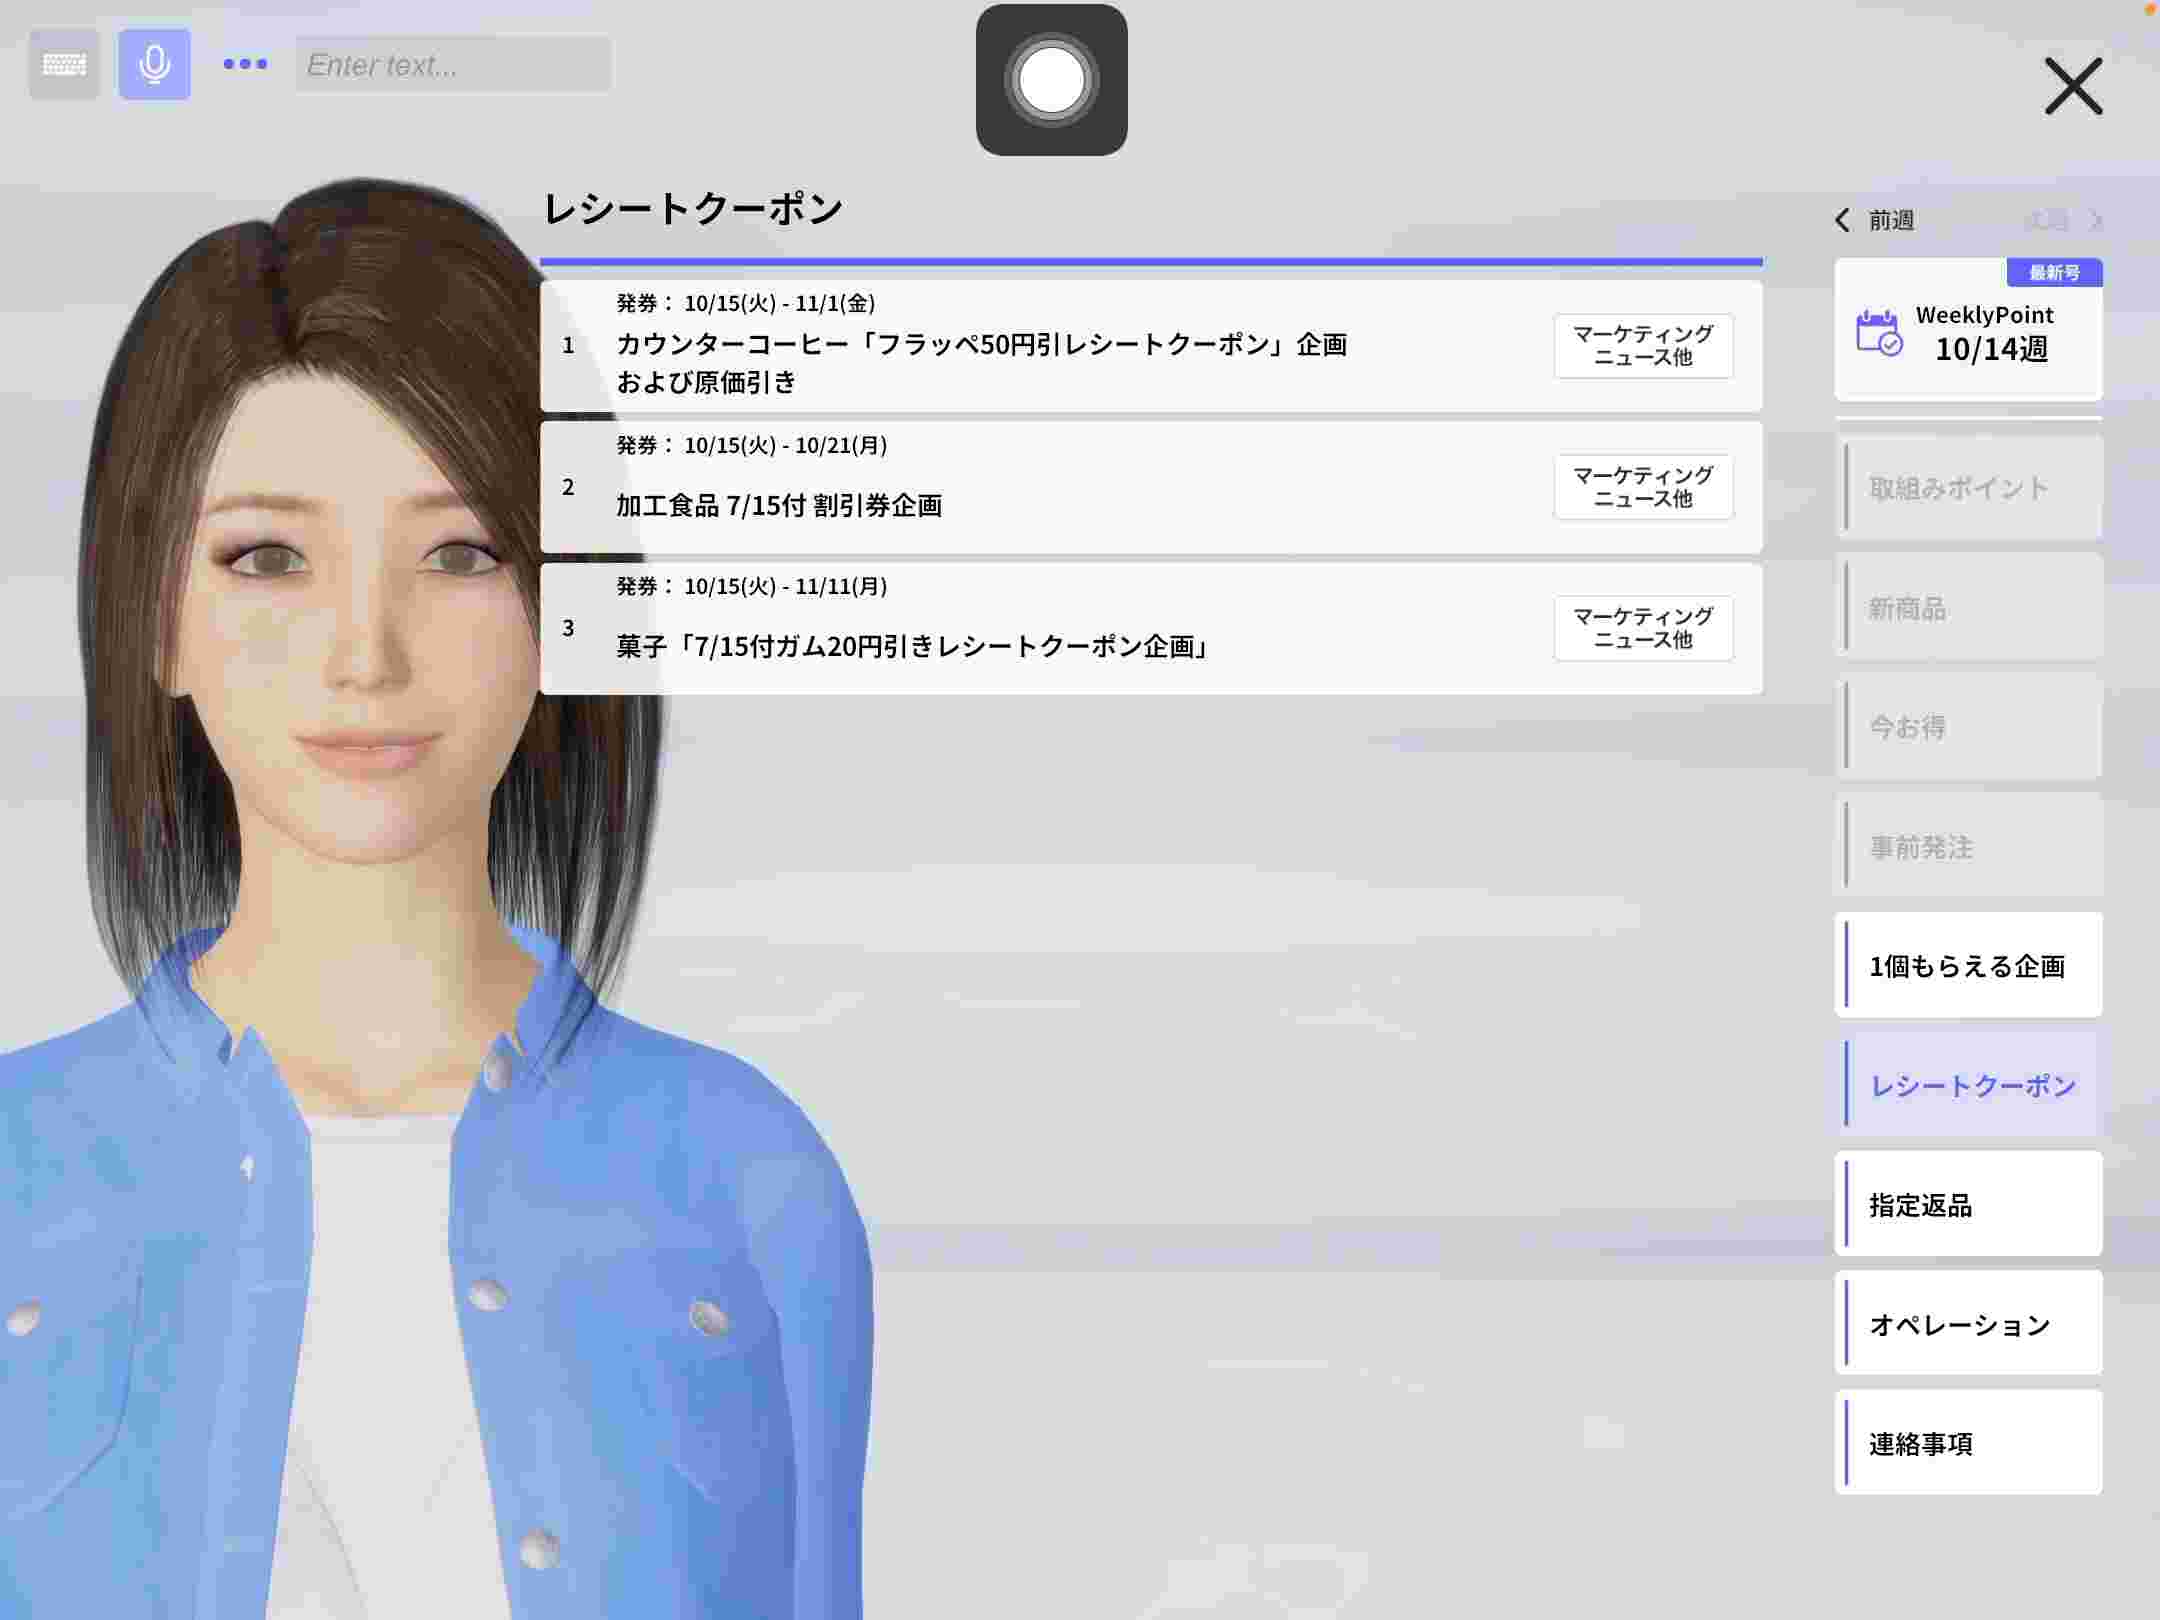 Enter text...
レシートクーポン
1
発券： 10/15(火) - 11/1(金)
カウンターコーヒー「フラッペ50円引レシートクーポン」企画
および原価引き
マーケティング
ニュース他
2
発券： 10/15(火) - 10/21(月)
加工食品 7/15付 割引券企画
マーケティング
ニュース他
3
発券： 10/15(火) - 11/11(月)
菓子「7/15付ガム20円引きレシートクーポン企画」
マーケティング
ニュース他
前週
最新号
WeeklyPoint
10/14週
取組みポイント
新商品
今お得
事前発注
1個もらえる企画
レシートクーポン
指定返品
オペレーション
連絡事項